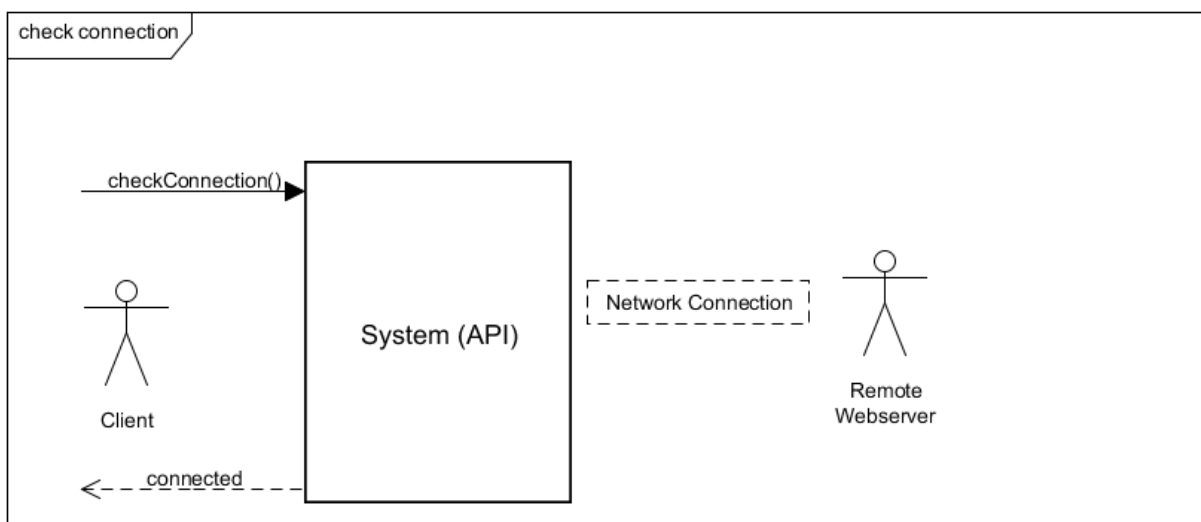 check connection
checkConnection()
Network Connection
System (API)
Remote
Webserver
Client
connected